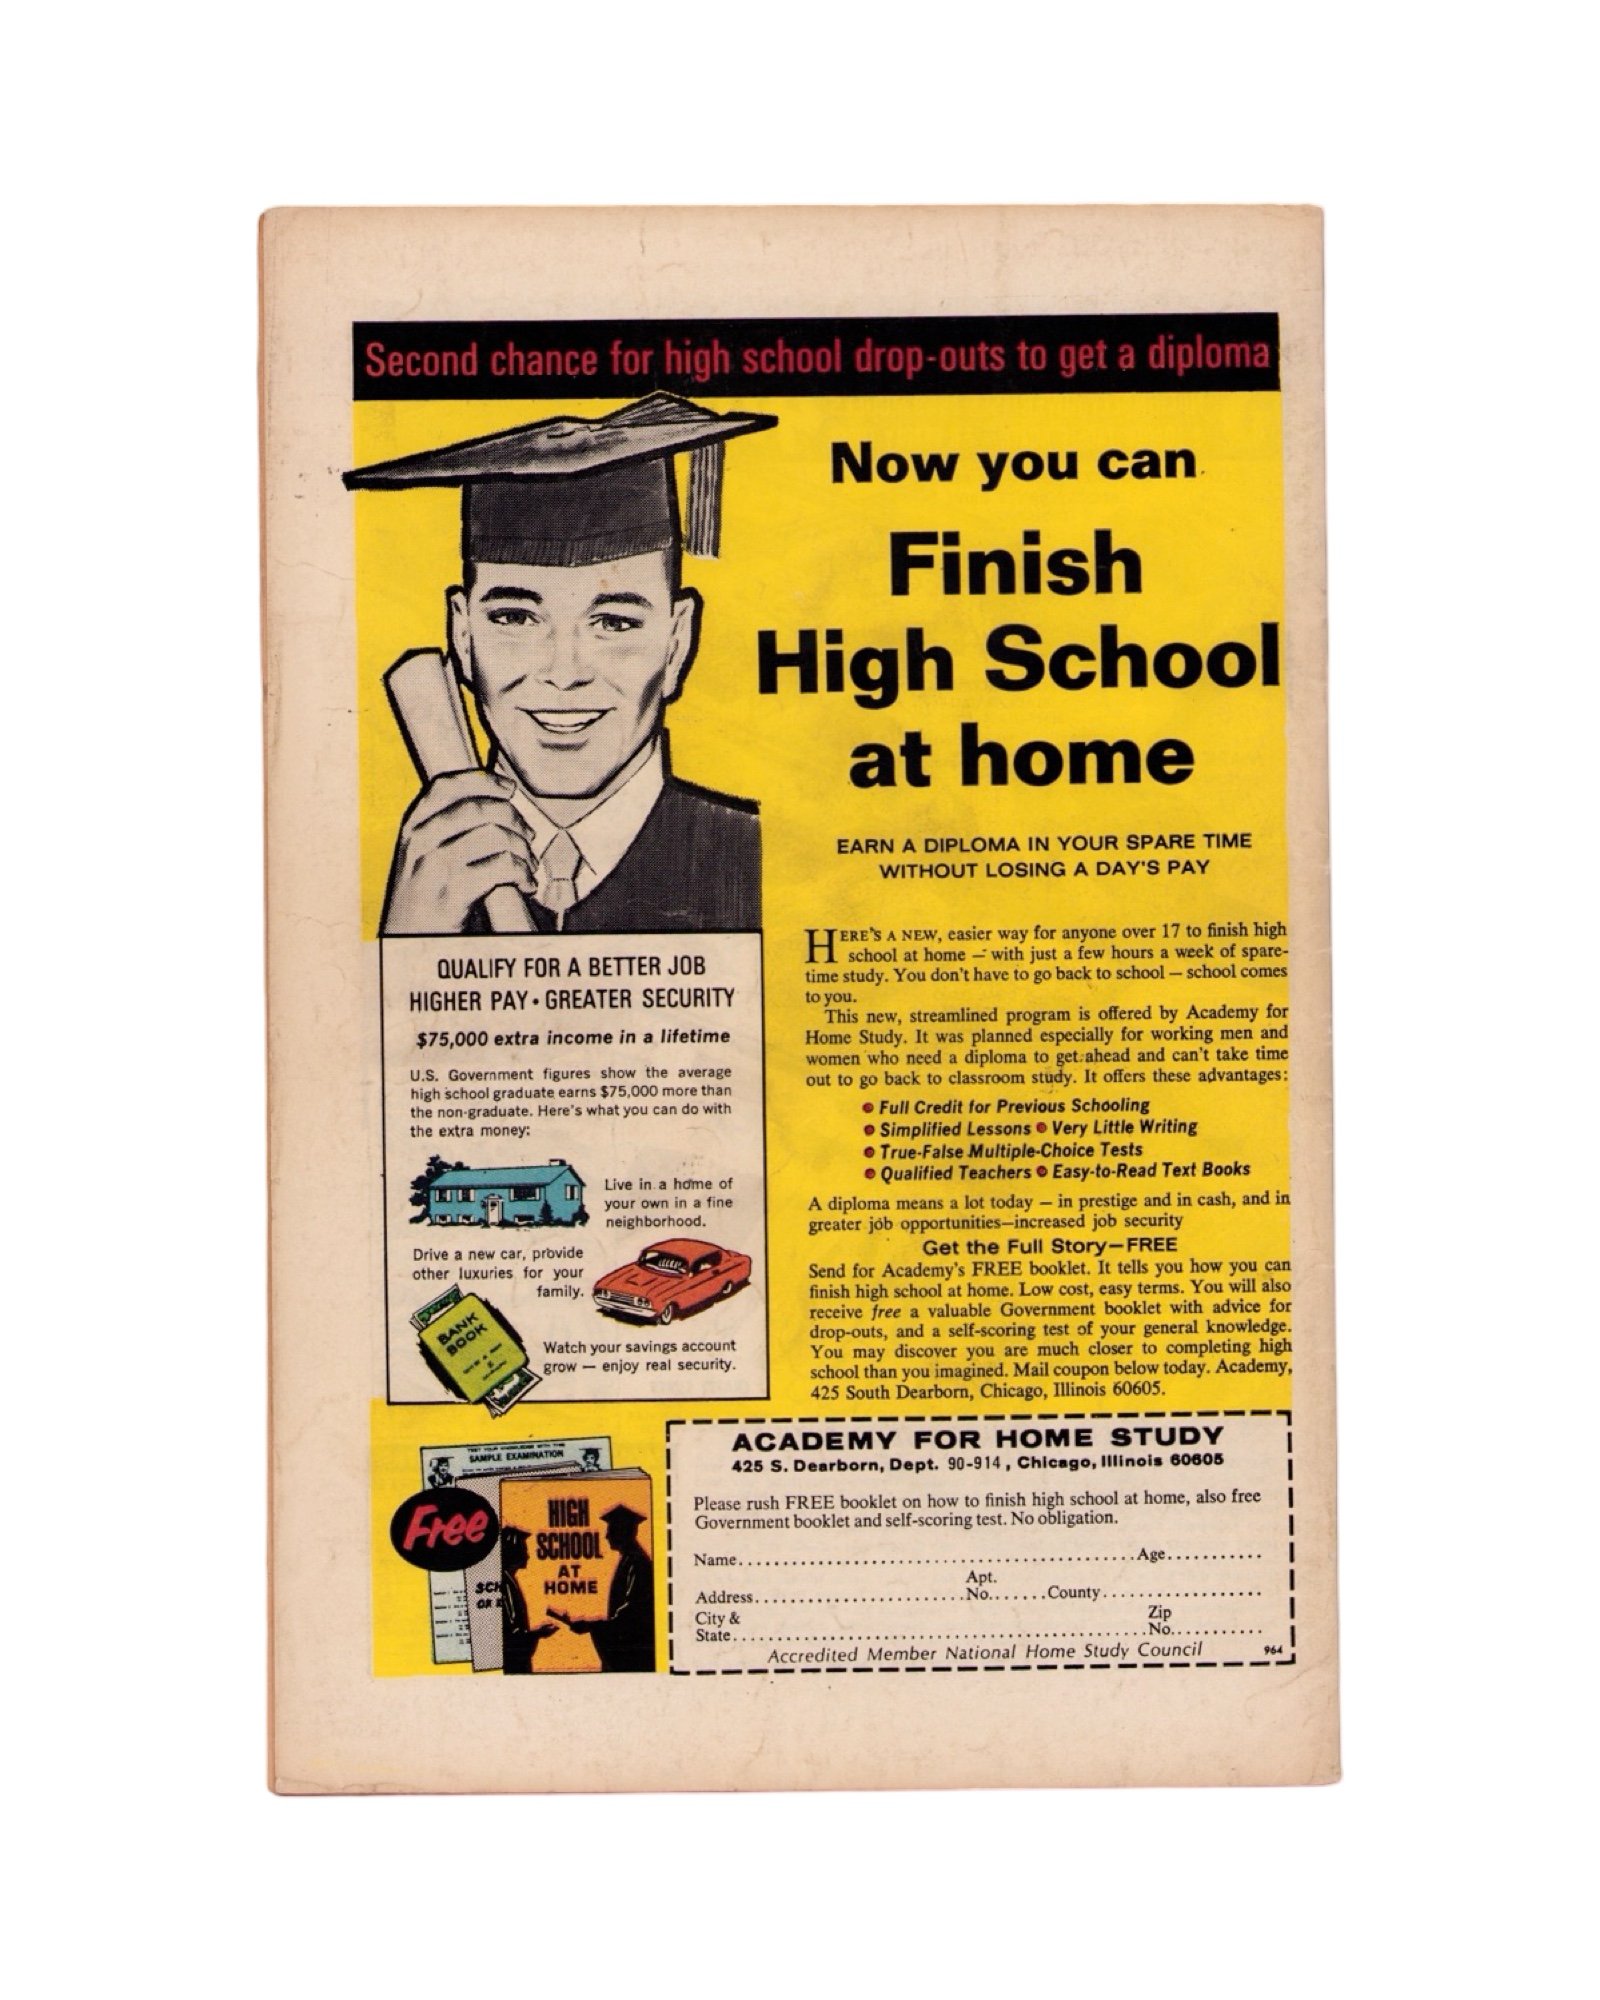 Second chance for high school drop-outs to get a diploma
Now you can
Finish
High School
at home
EARN A DIPLOMA IN YOUR SPARE TIME
WITHOUT LOSING A DAY'S PAY
HERE'S A NEW, easier way for anyone over 17 to finish high
school at home — with just a few hours a week of spare-
time study. You don't have to go back to school — school comes
to you.
This new, streamlined program is offered by Academy for
Home Study. It was planned especially for working men and
women who need a diploma to get ahead and can't take time
out to go back to classroom study. It offers these advantages:
● Full Credit for Previous Schooling
● Simplified Lessons ● Very Little Writing
● True-False Multiple-Choice Tests
● Qualified Teachers ● Easy-to-Read Text Books
A diploma means a lot today — in prestige and in cash, and in
greater job opportunities—increased job security
Get the Full Story—FREE
Send for Academy's FREE booklet. It tells you how you can
finish high school at home. Low cost, easy terms. You will also
receive free a valuable Government booklet with advice for
drop-outs, and a self-scoring test of your general knowledge.
You may discover you are much closer to completing high
school than you imagined. Mail coupon below today. Academy,
425 South Dearborn, Chicago, Illinois 60605.
QUALIFY FOR A BETTER JOB
HIGHER PAY • GREATER SECURITY
$75,000 extra income in a lifetime
U.S. Government figures show the average
high school graduate earns $75,000 more than
the non-graduate. Here's what you can do with
the extra money:
Live in a home of
your own in a fine
neighborhood.
Drive a new car, provide
other luxuries for your
family.
BANK
BOOK
Watch your savings account
grow — enjoy real security.
TEST YOUR KNOWLEDGE WITH THIS
SAMPLE EXAMINATION
Free
HIGH
SCHOOL
AT
HOME
SCH
OR
ACADEMY FOR HOME STUDY
425 S. Dearborn, Dept. 90-914, Chicago, Illinois 60605
Please rush FREE booklet on how to finish high school at home, also free
Government booklet and self-scoring test. No obligation.
Name..........................................Age...........
Apt.
Address......................No.......County...................
City & Zip
State..........................................No...........
Accredited Member National Home Study Council 964